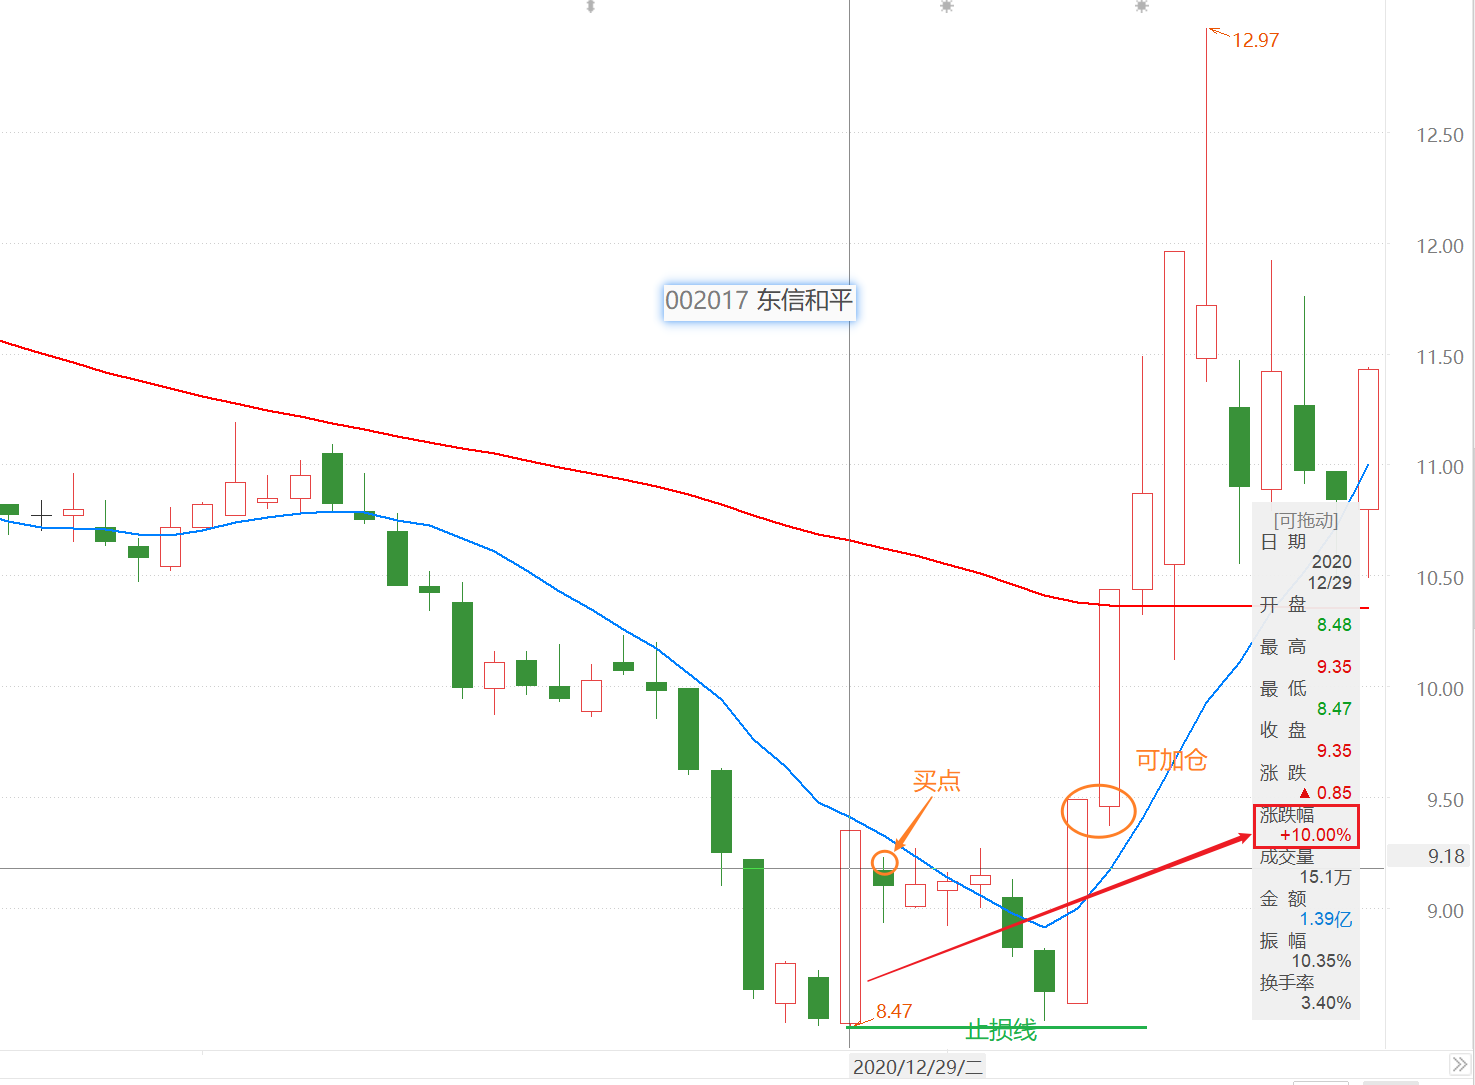 12.97
12.50
12.00
002017 东信和平
11.50
11.00
[可拖动]
日 期
2020
12/29
10.50
开 盘
8.48
最 高
9.35
最 低
8.47
10.00
收 盘
9.35
可加仓
涨 跌
买点
▲ 0.85
9.50
涨跌幅
+10.00%
成交量
9.18
15.1万
金 额
9.00
1.39亿
振 幅
10.35%
换手率
3.40%
8.47
止损线
2020/12/29/二